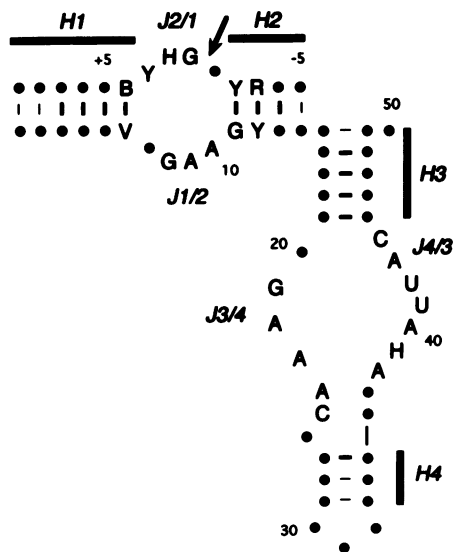 H1 J2/1 H2
+5 -5
Y H G
B Y R
50
V G Y
G A A
10
J1/2
H3
20
C
A
J4/3
G U
U
J3/4 A A
40
H
A A
A
C
H4
30